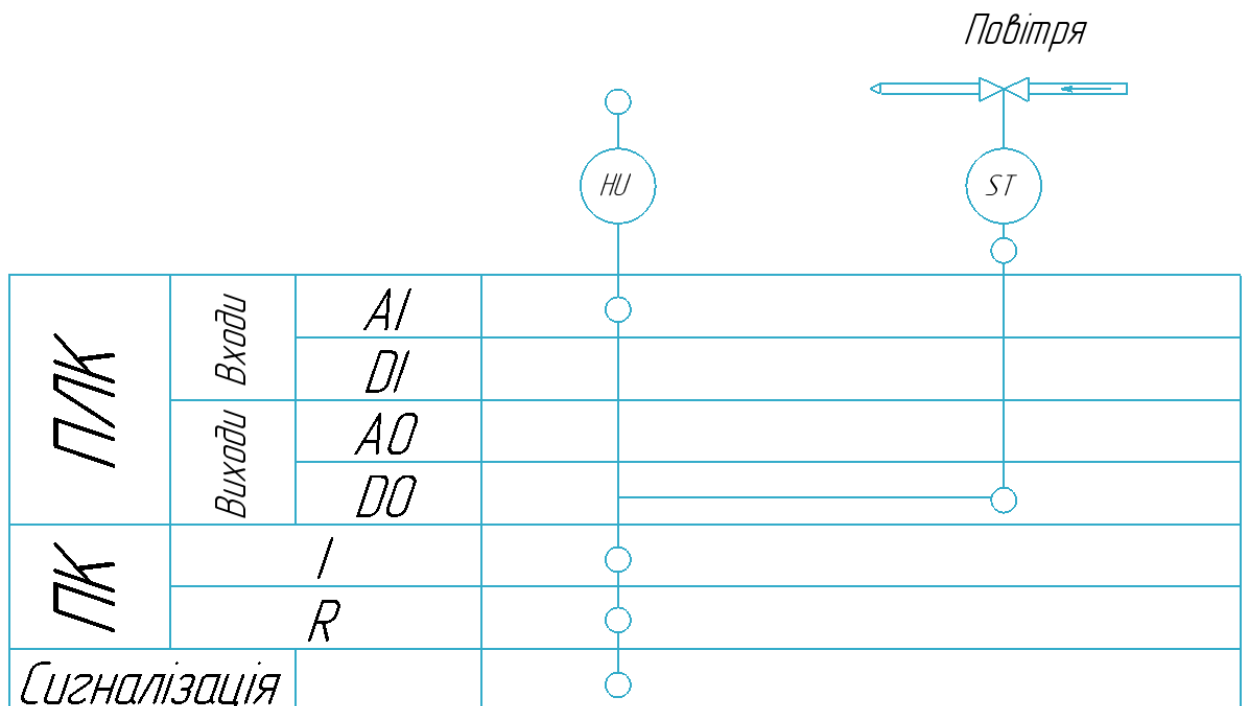 Повітря
HU
ST
ПЛК
Входи
AI
DI
Виходи
AO
DO
ПК
I
R
Сигналізація